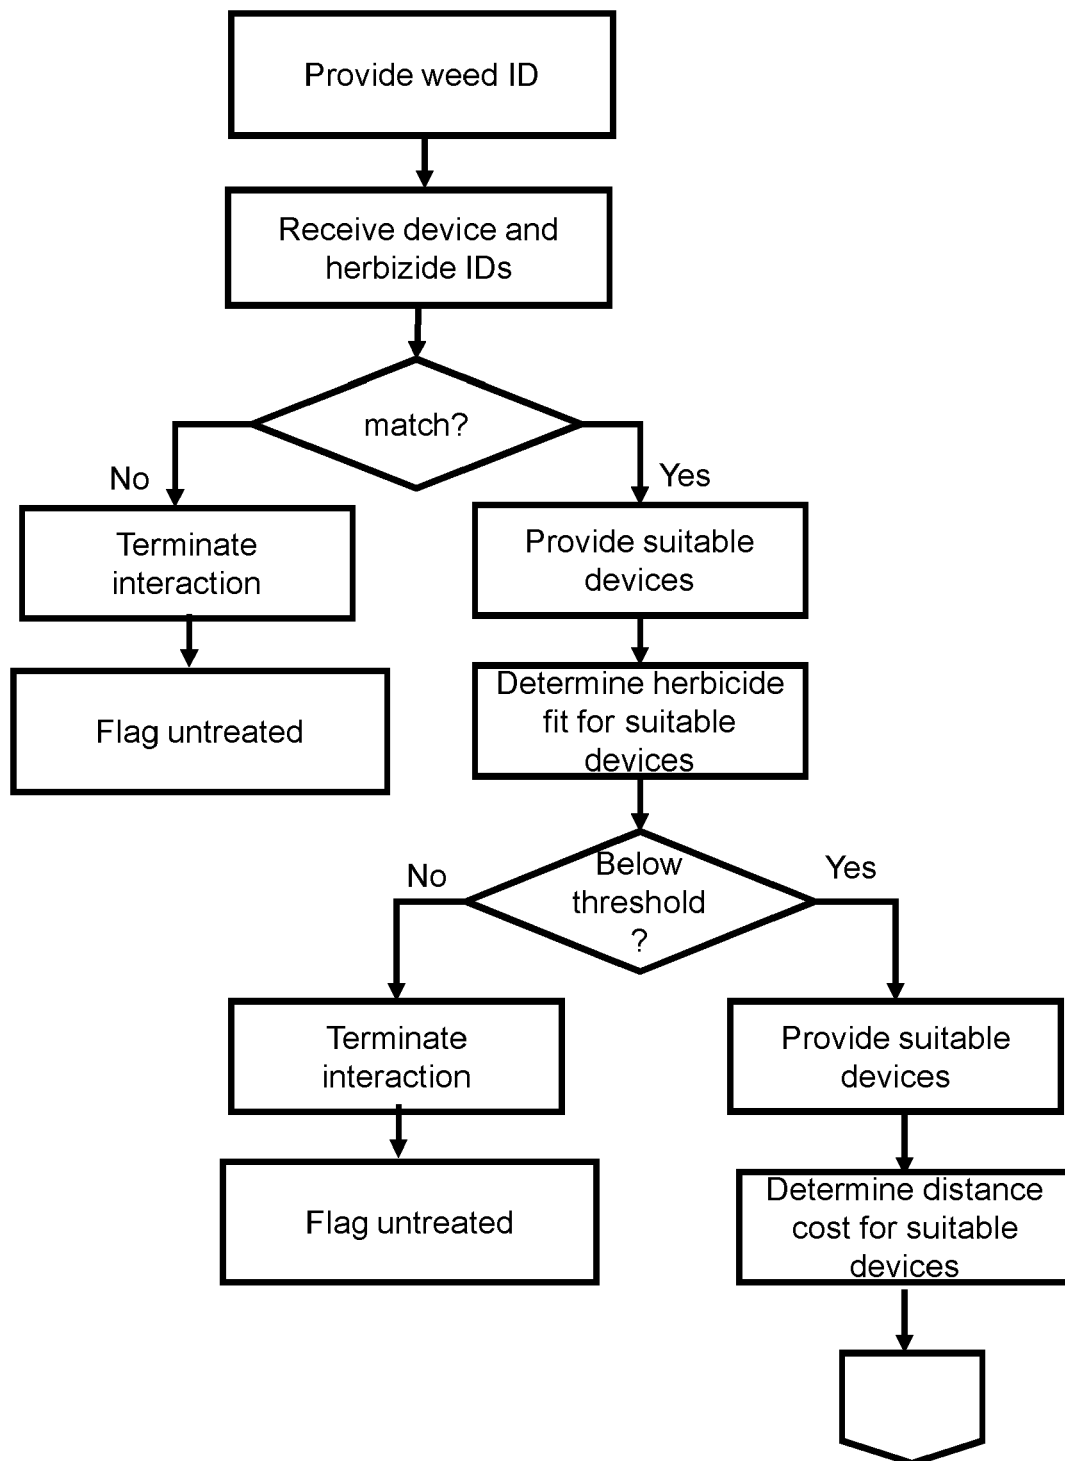 Provide weed ID
Receive device and
herbizide IDs
match?
No
Yes
Terminate
interaction
Provide suitable
devices
Flag untreated
Determine herbicide
fit for suitable
devices
Below
threshold
?
No
Yes
Terminate
interaction
Provide suitable
devices
Flag untreated
Determine distance
cost for suitable
devices